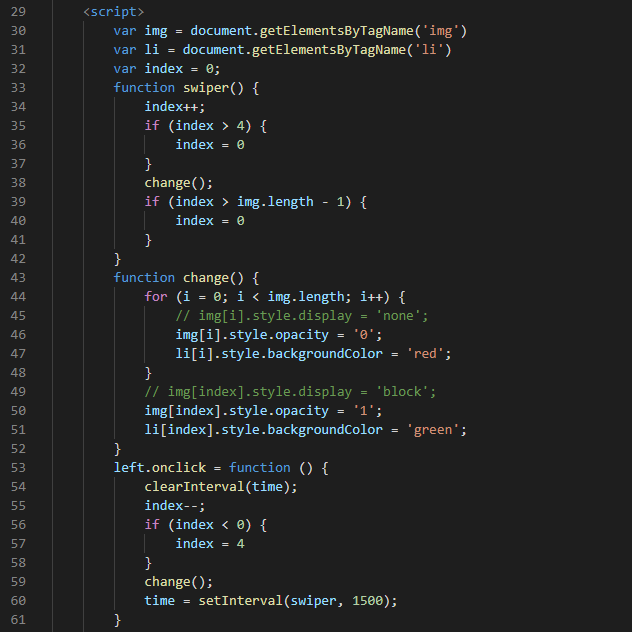 29 <script>
30 var img = document.getElementsByTagName('img')
31 var li = document.getElementsByTagName('li')
32 var index = 0;
33 function swiper() {
34 index++;
35 if (index > 4) {
36 index = 0
37 }
38 change();
39 if (index > img.length - 1) {
40 index = 0
41 }
42 }
43 function change() {
44 for (i = 0; i < img.length; i++) {
45 // img[i].style.display = 'none';
46 img[i].style.opacity = '0';
47 li[i].style.backgroundColor = 'red';
48 }
49 // img[index].style.display = 'block';
50 img[index].style.opacity = '1';
51 li[index].style.backgroundColor = 'green';
52 }
53 left.onclick = function () {
54 clearInterval(time);
55 index--;
56 if (index < 0) {
57 index = 4
58 }
59 change();
60 time = setInterval(swiper, 1500);
61 }